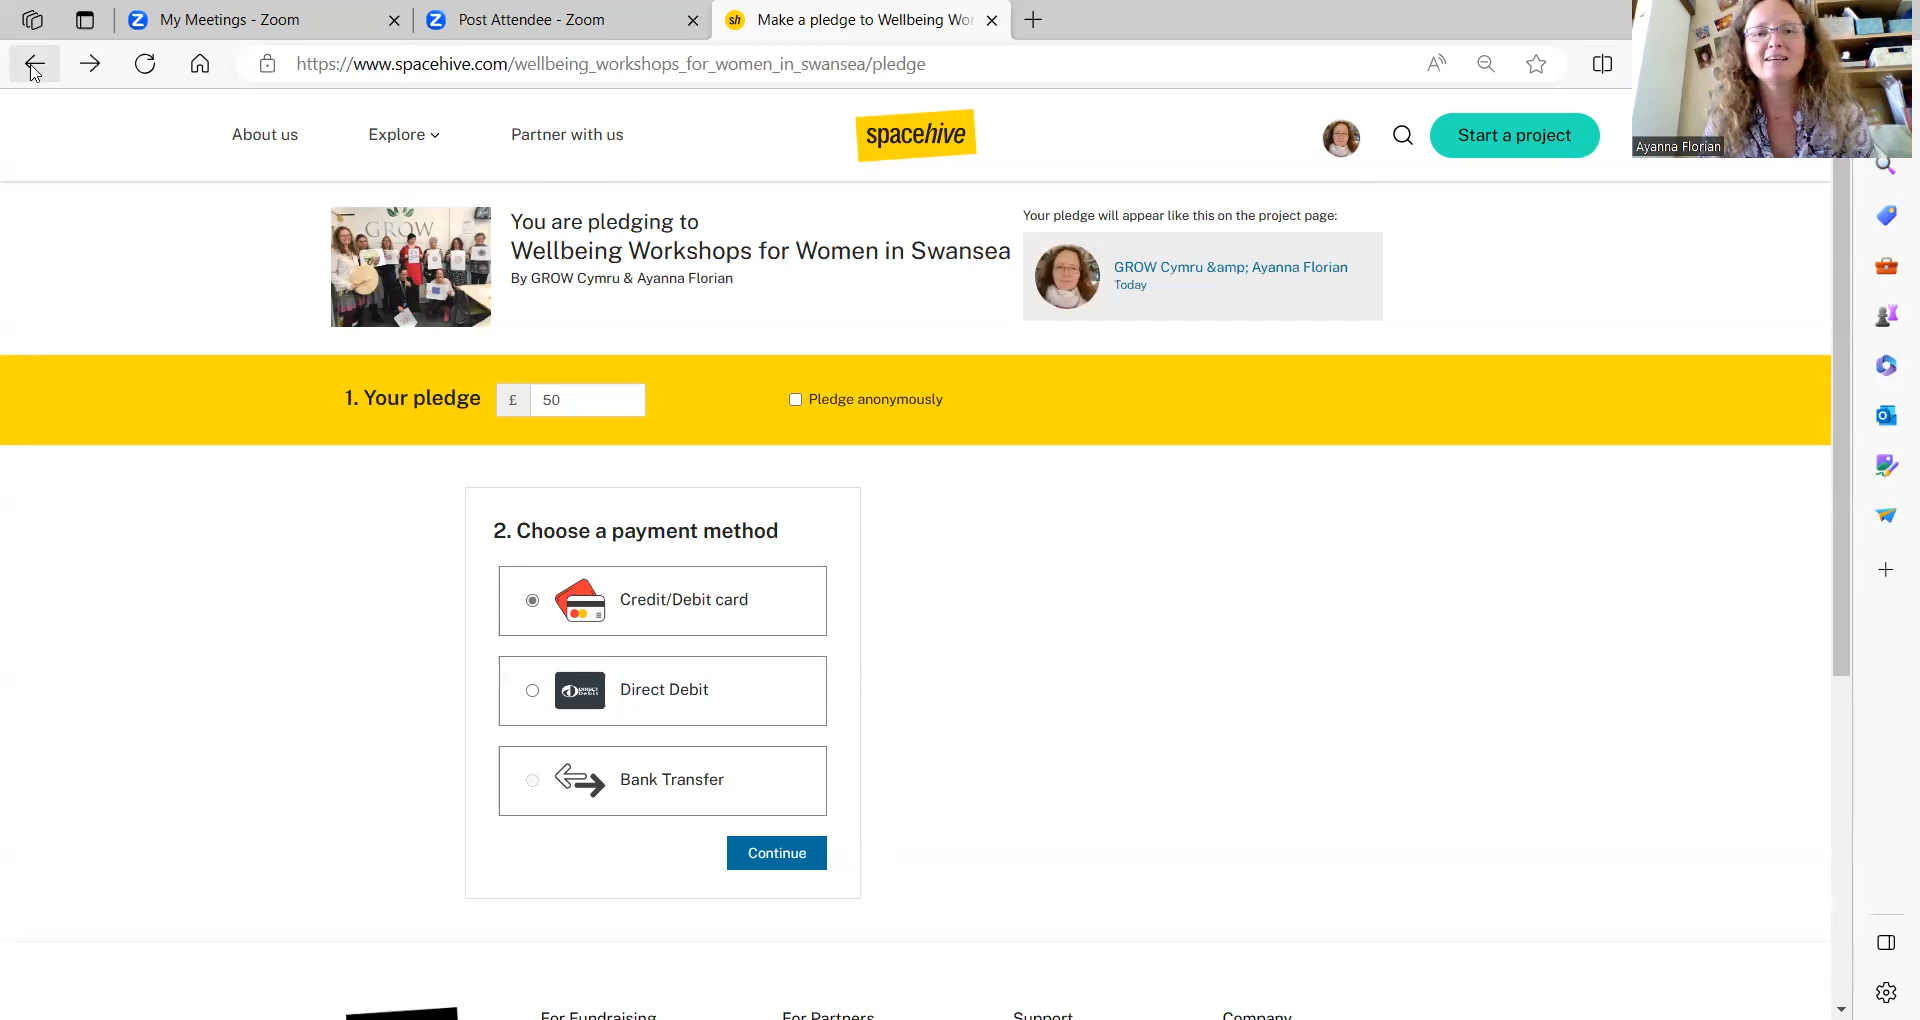 My Meetings - Zoom
Post Attendee - Zoom
Make a pledge to Wellbeing Wor
https://www.spacehive.com/wellbeing_workshops_for_women_in_swansea/pledge
Ayanna Florian
About us
Explore
Partner with us
spacehive
Start a project
GROW
You are pledging to
Wellbeing Workshops for Women in Swansea
By GROW Cymru & Ayanna Florian
Your pledge will appear like this on the project page:
GROW Cymru &amp; Ayanna Florian
Today
1. Your pledge
£
50
Pledge anonymously
2. Choose a payment method
Credit/Debit card
DIRECT Debit
Direct Debit
Bank Transfer
Continue
For Fundraising
For Partners
Support
Company